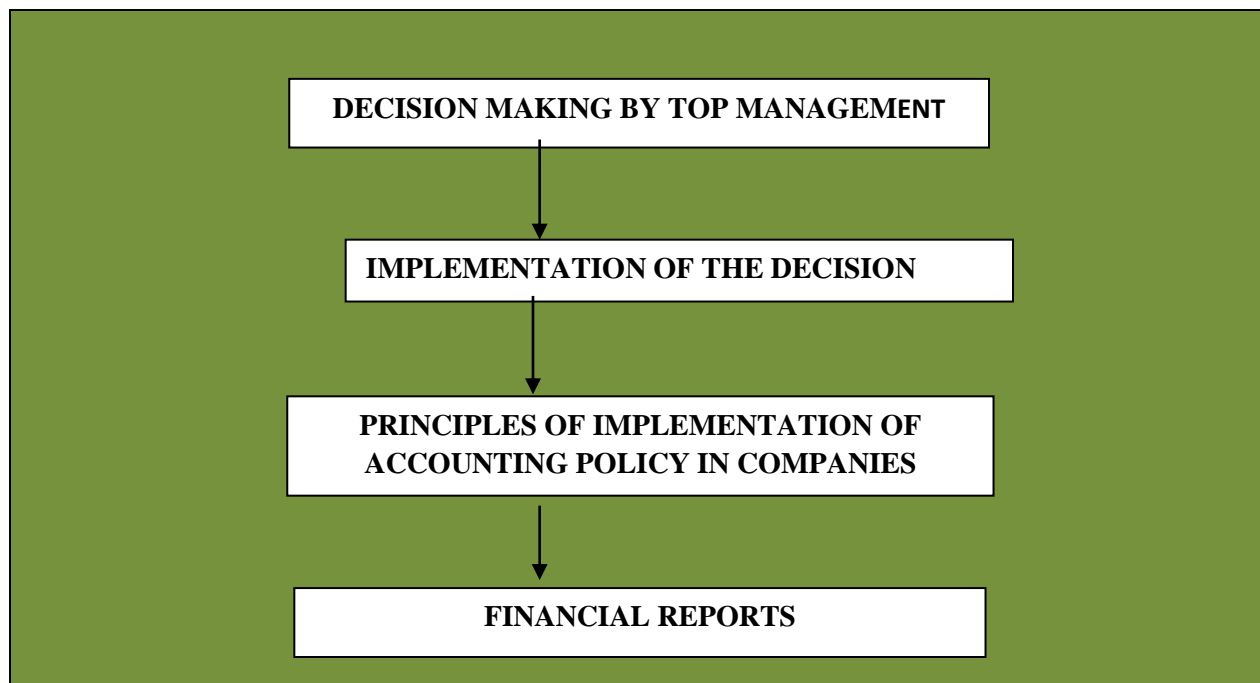 DECISION MAKING BY TOP MANAGEMENT
IMPLEMENTATION OF THE DECISION
PRINCIPLES OF IMPLEMENTATION OF
ACCOUNTING POLICY IN COMPANIES
FINANCIAL REPORTS